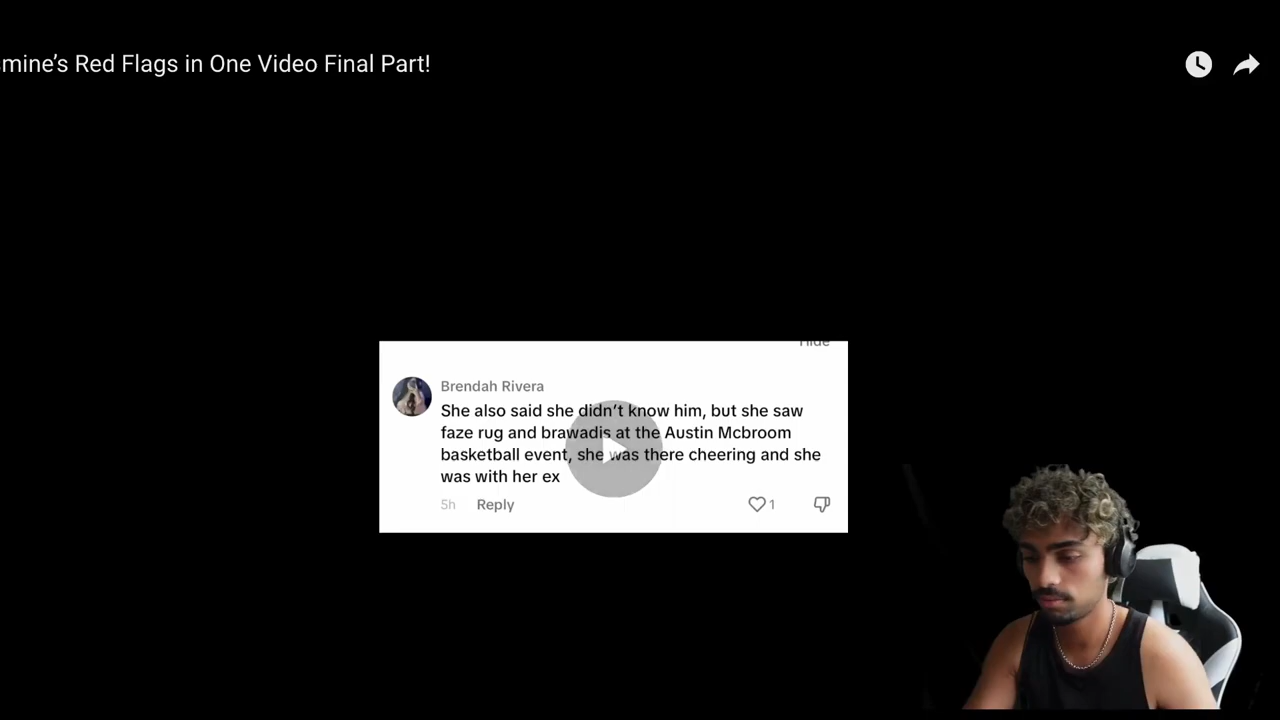 mine's Red Flags in One Video Final Part!
Hide
Brendah Rivera
She also said she didn't know him, but she saw
faze rug and brawadis at the Austin Mcbroom
basketball event, she was there cheering and she
was with her ex
5h Reply 1